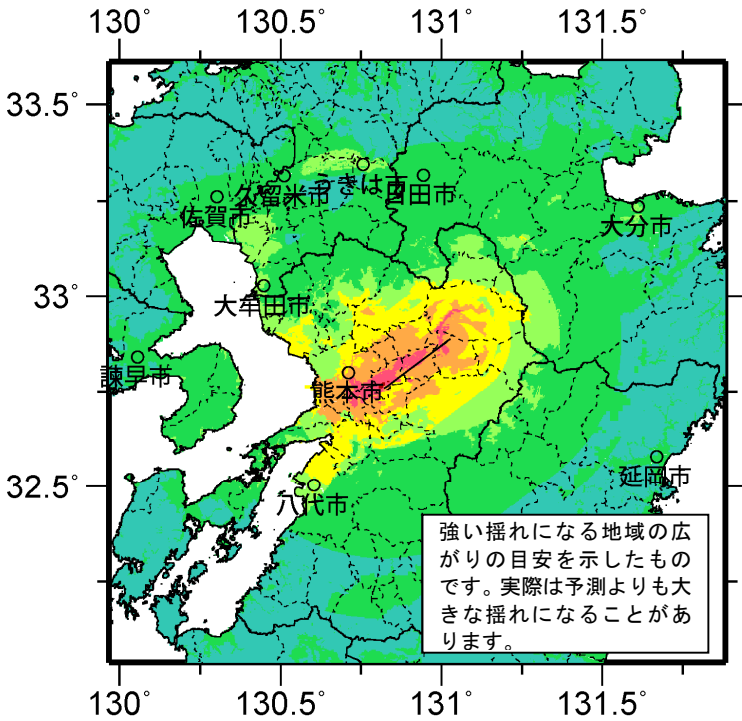 130° 130.5° 131° 131.5°
33.5°
うきは市
久留米市 日田市
佐賀市
大分市
33°
大牟田市
諫早市
熊本市
32.5°
延岡市
八代市
強い揺れになる地域の広
がりの目安を示したもの
です。実際は予測よりも大
きな揺れになることがあ
ります。
130° 130.5° 131° 131.5°